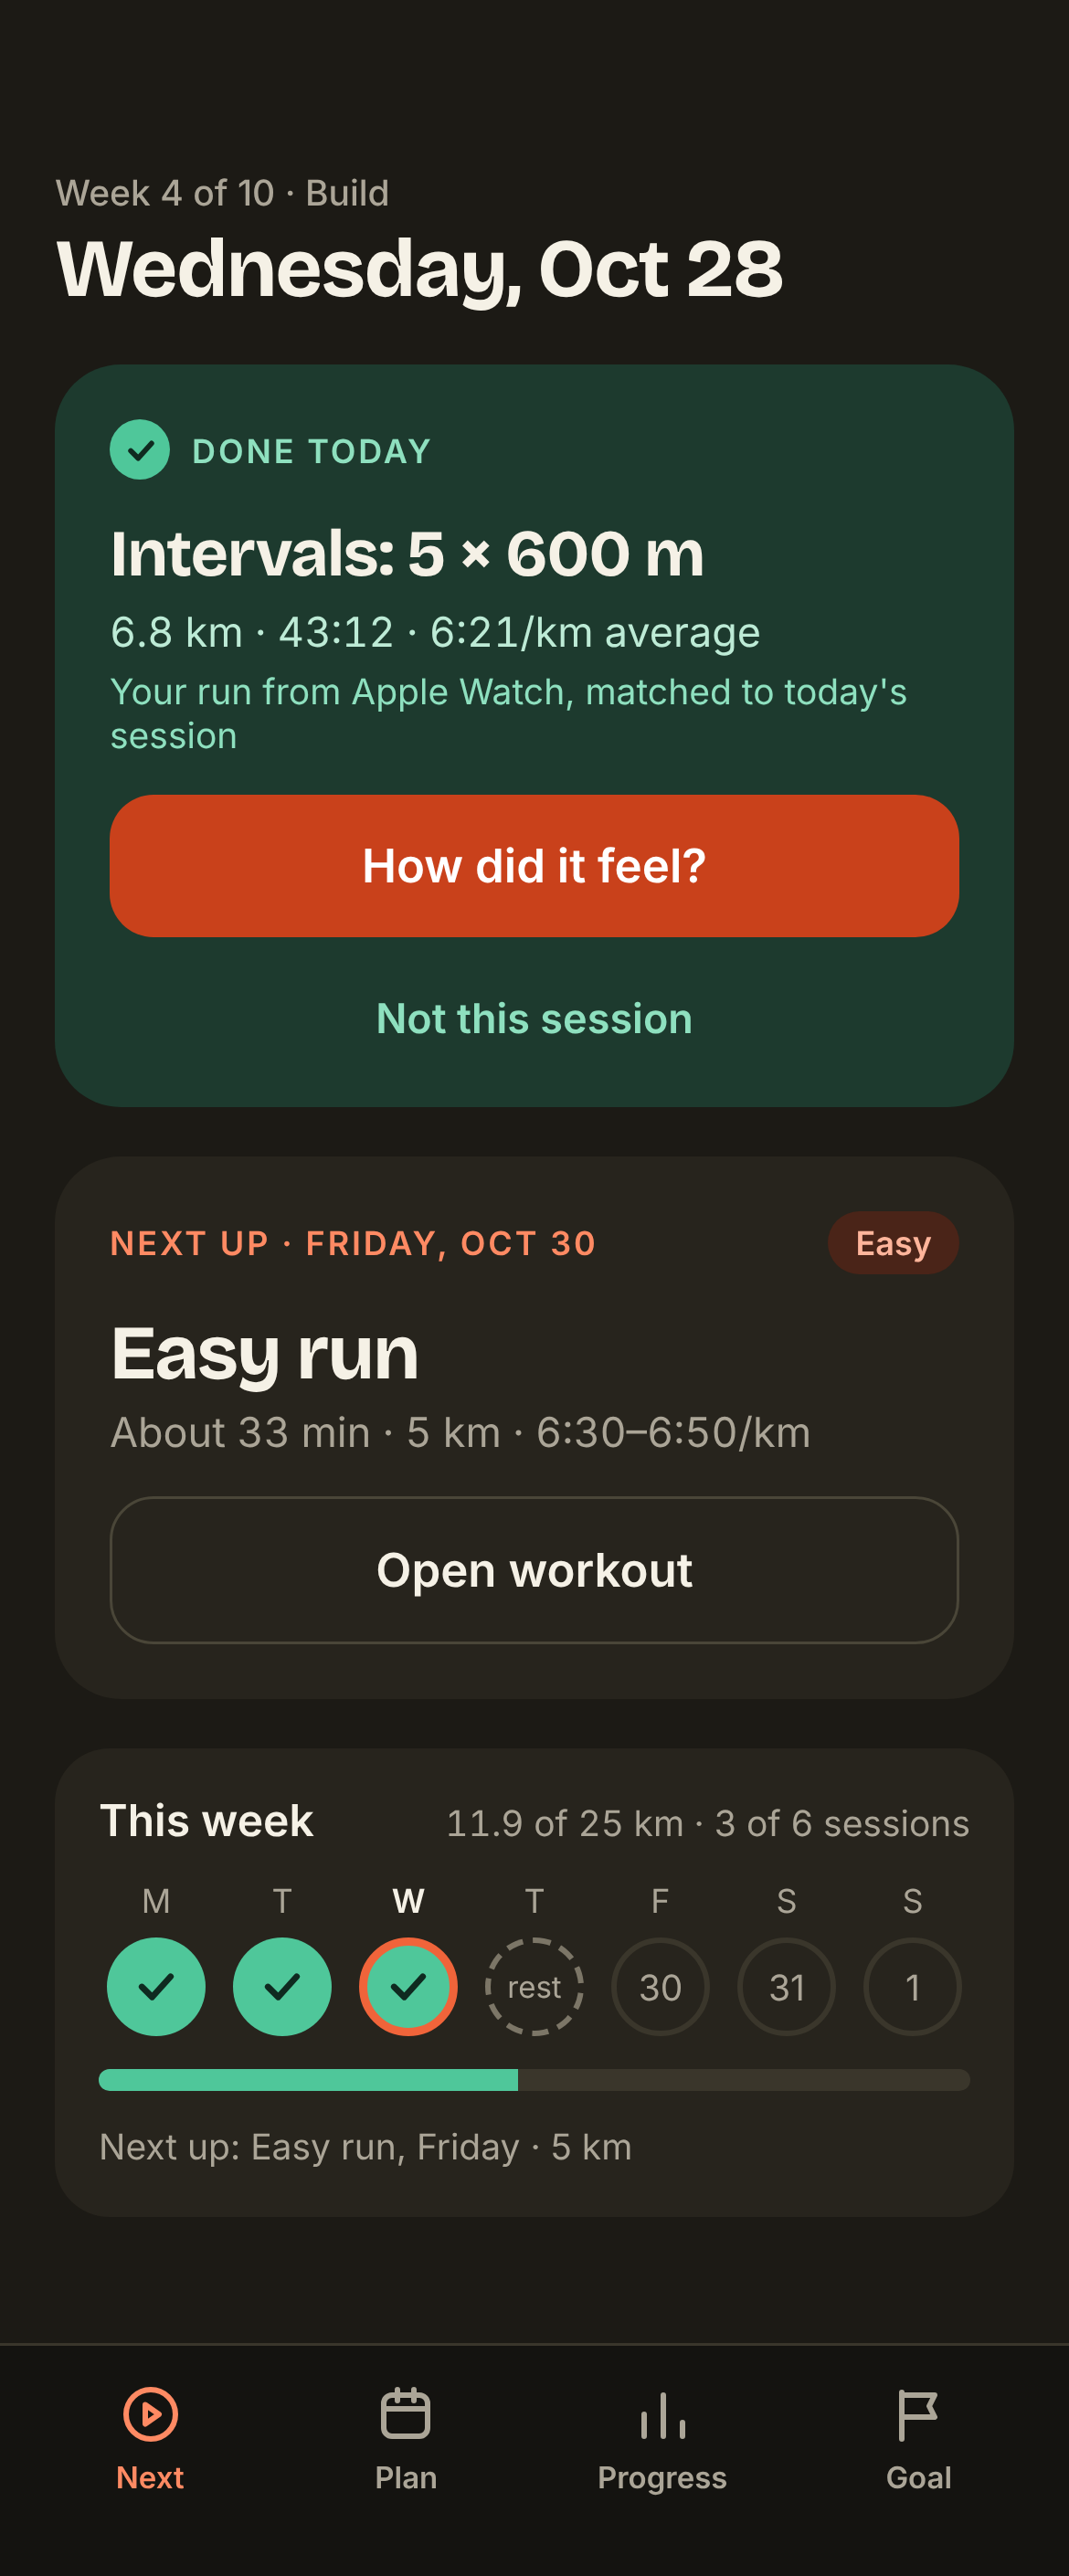 Week 4 of 10 · Build
Wednesday, Oct 28
DONE TODAY
Intervals: 5 × 600 m
6.8 km · 43:12 · 6:21/km average
Your run from Apple Watch, matched to today's
session
How did it feel?
Not this session
NEXT UP · FRIDAY, OCT 30
Easy
Easy run
About 33 min · 5 km · 6:30–6:50/km
Open workout
This week
11.9 of 25 km · 3 of 6 sessions
M T W T F S S
rest 30 31 1
Next up: Easy run, Friday · 5 km
Next Plan Progress Goal